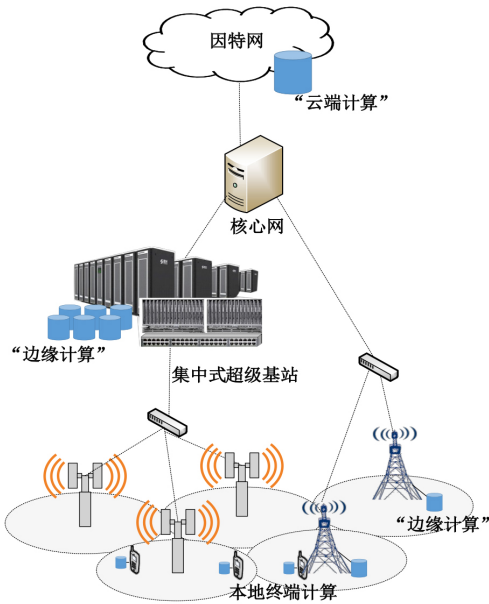 因特网
“云端计算”
核心网
“边缘计算”
集中式超级基站
“边缘计算”
本地终端计算